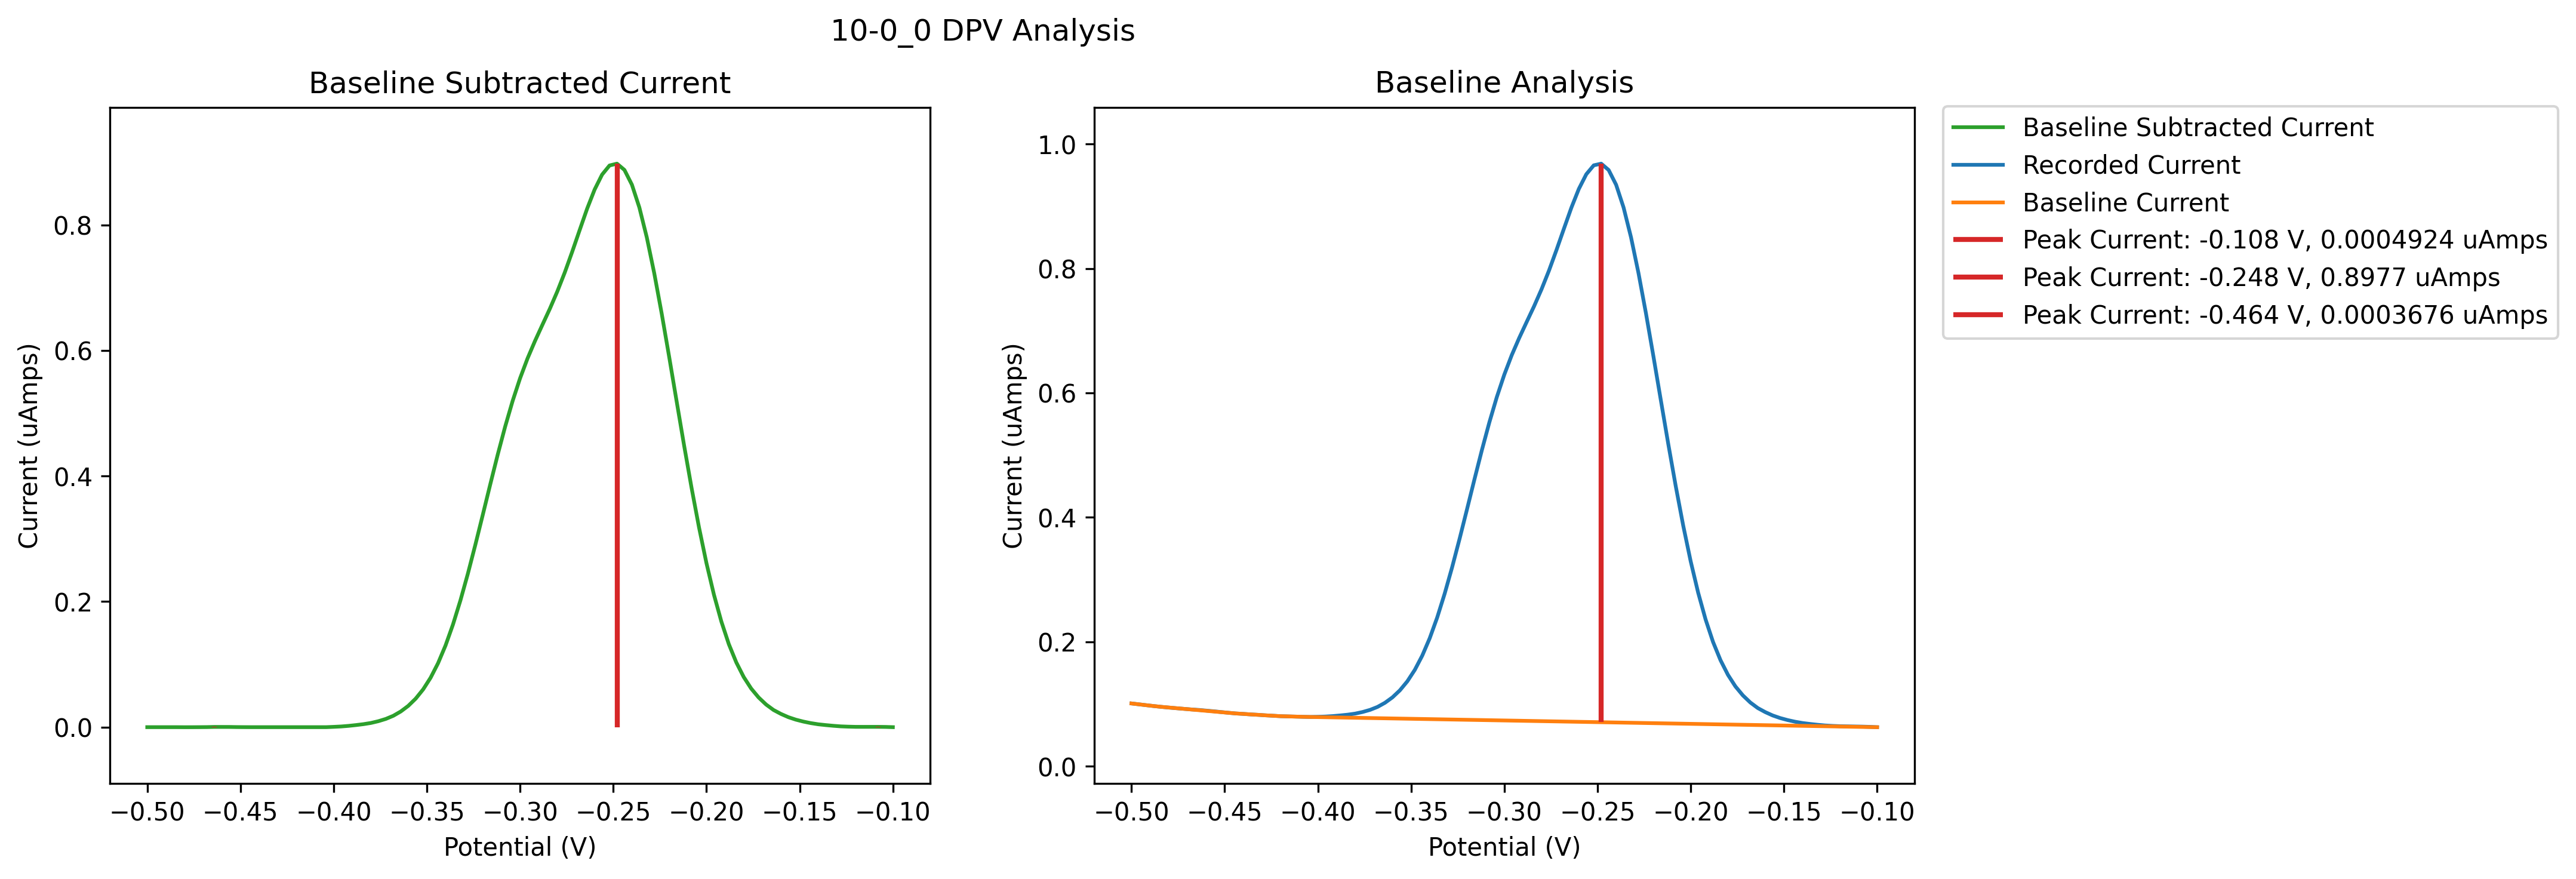 10-0_0 DPV Analysis
Baseline Subtracted Current
Current (uAmps)
0.8
0.6
0.4
0.2
0.0
−0.50 −0.45 −0.40 −0.35 −0.30 −0.25 −0.20 −0.15 −0.10
Potential (V)
Baseline Analysis
Current (uAmps)
1.0
0.8
0.6
0.4
0.2
0.0
−0.50 −0.45 −0.40 −0.35 −0.30 −0.25 −0.20 −0.15 −0.10
Potential (V)
Baseline Subtracted Current
Recorded Current
Baseline Current
Peak Current: -0.108 V, 0.0004924 uAmps
Peak Current: -0.248 V, 0.8977 uAmps
Peak Current: -0.464 V, 0.0003676 uAmps